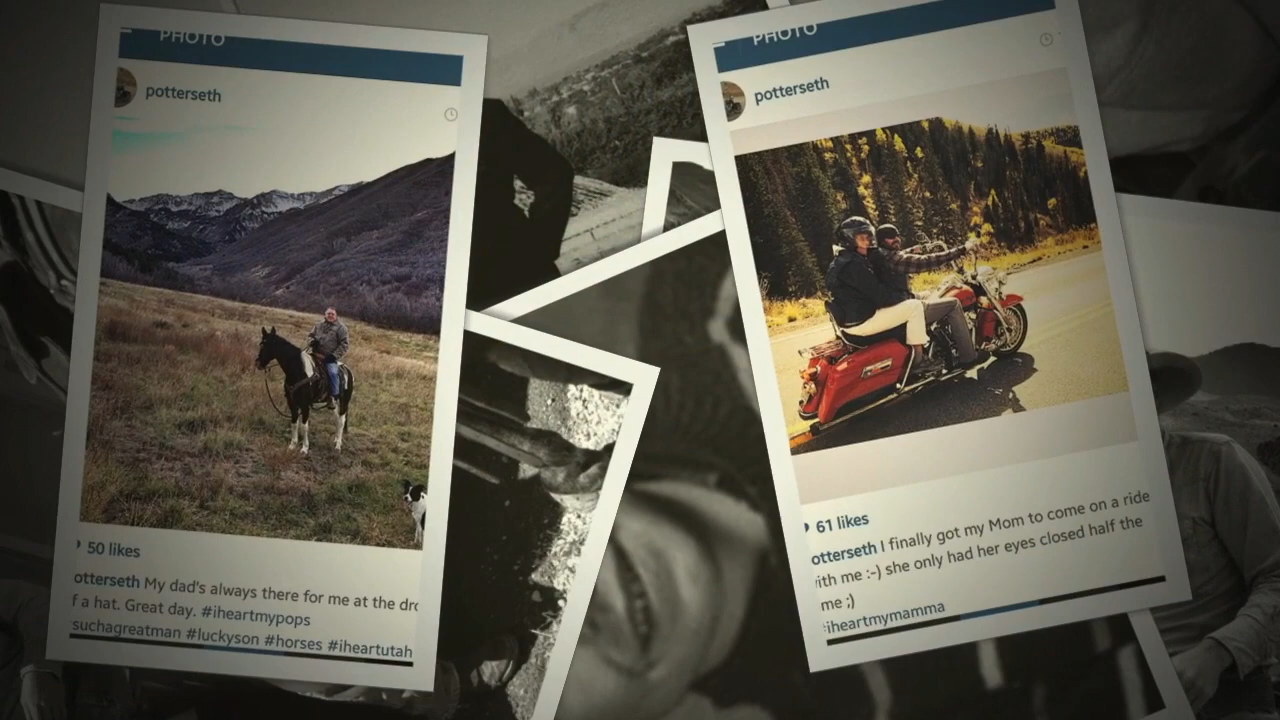 PHOTO
potterseth
50 likes
otterseth My dad's always there for me at the dro
f a hat. Great day. #iheartmypops
suchagreatman #luckyson #horses #iheartutah
PHOTO
potterseth
61 likes
otterseth I finally got my Mom to come on a ride
ith me :-) she only had her eyes closed half the
me ;)
#iheartmymamma